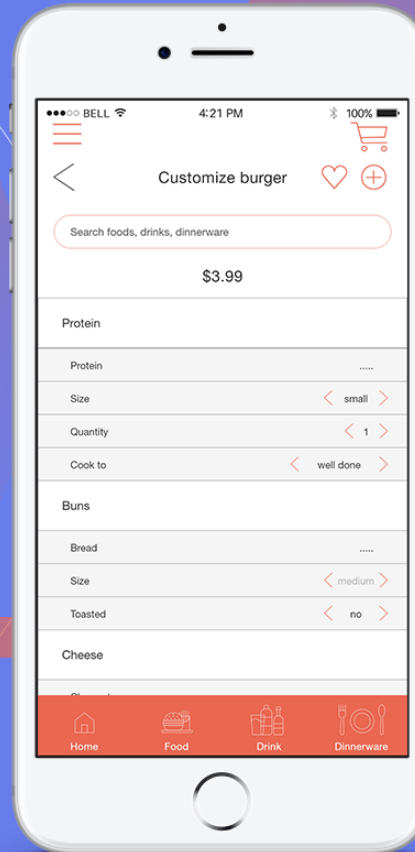 BELL 4:21 PM 100%
Customize burger
Search foods, drinks, dinnerware
$3.99
Protein
Protein .....
Size small
Quantity 1
Cook to well done
Buns
Bread .....
Size medium
Toasted no
Cheese
Home Food Drink Dinnerware